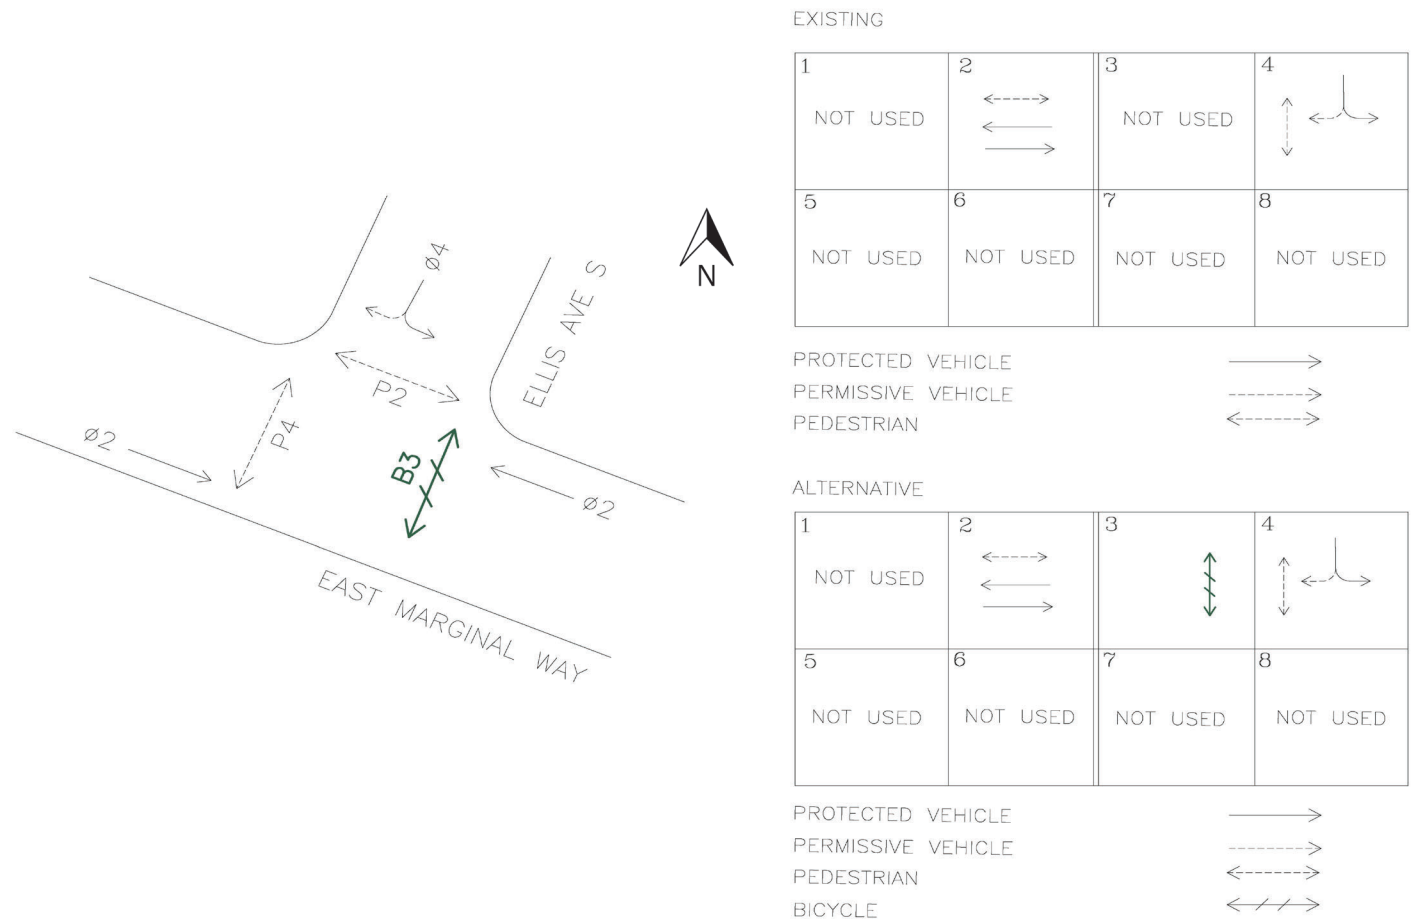 EXISTING
1
NOT USED
2
3
NOT USED
4
5
NOT USED
6
NOT USED
7
NOT USED
8
NOT USED
PROTECTED VEHICLE
PERMISSIVE VEHICLE
PEDESTRIAN
N
ø4
ELLIS AVE S
P2
P4
ø2
B3
ø2
EAST MARGINAL WAY
ALTERNATIVE
1
NOT USED
2
3
4
5
NOT USED
6
NOT USED
7
NOT USED
8
NOT USED
PROTECTED VEHICLE
PERMISSIVE VEHICLE
PEDESTRIAN
BICYCLE